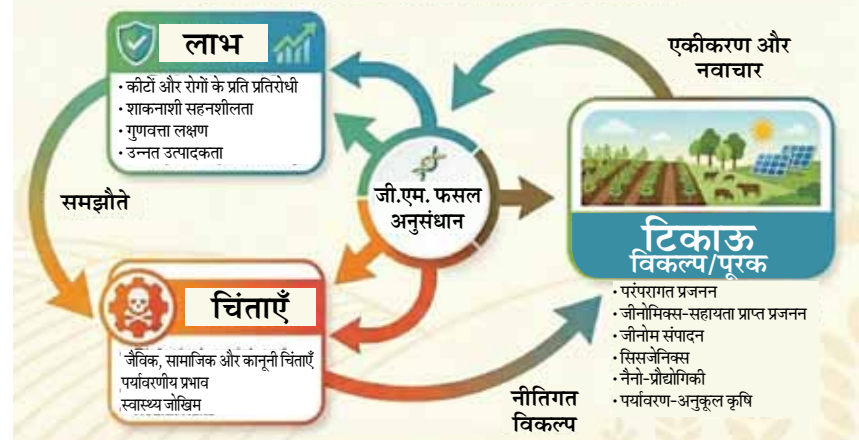 लाभ
• कीटों और रोगों के प्रति प्रतिरोधी
• शाकनाशी सहनशीलता
• गुणवत्ता लक्षण
• उन्नत उत्पादकता
एकीकरण और
नवाचार
समझौते
जी.एम. फसल
अनुसंधान
टिकाऊ
विकल्प/पूरक
• परंपरागत प्रजनन
• जीनोमिक्स-सहायता प्राप्त प्रजनन
• जीनोम संपादन
• सिसजेनिक्स
• नैनो-प्रौद्योगिकी
• पर्यावरण-अनुकूल कृषि
चिंताएँ
जैविक, सामाजिक और कानूनी चिंताएँ
पर्यावरणीय प्रभाव
स्वास्थ्य जोखिम
नीतिगत
विकल्प